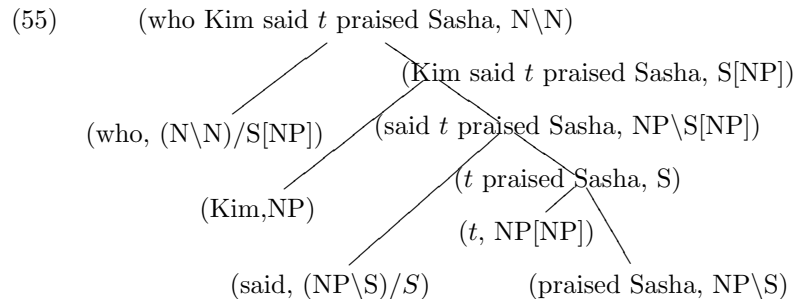 (55) (who Kim said t praised Sasha, N\N)
(Kim said t praised Sasha, S[NP])
(who, (N\N)/S[NP])
(said t praised Sasha, NP\S[NP])
(t praised Sasha, S)
(Kim,NP)
(t, NP[NP])
(said, (NP\S)/S)
(praised Sasha, NP\S)